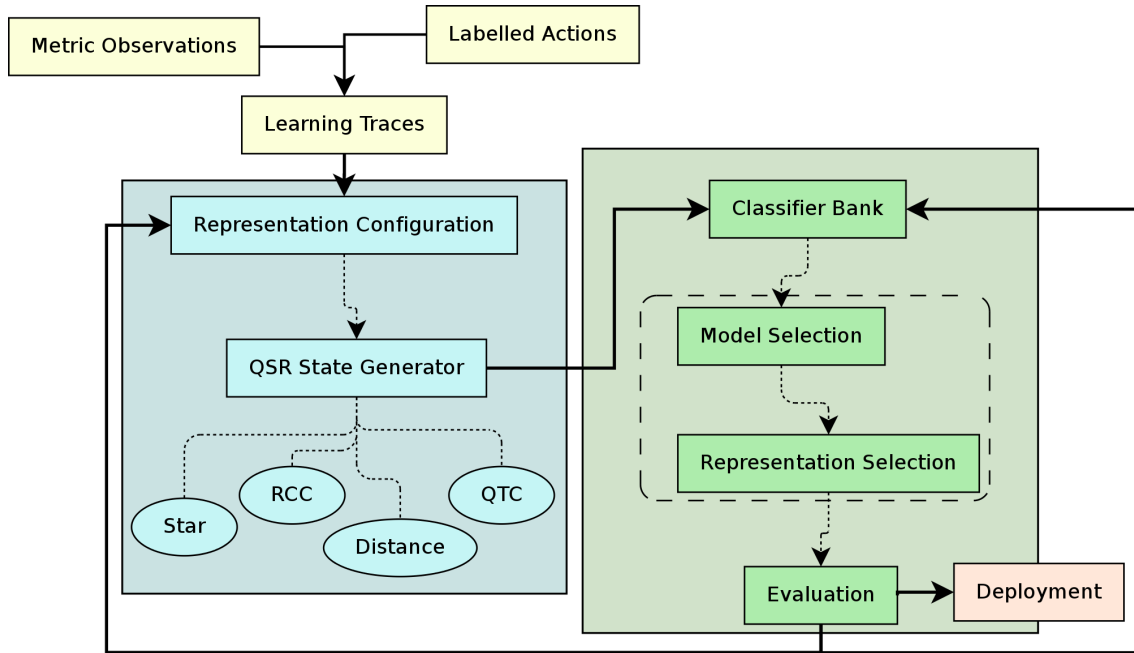 Metric Observations
Labelled Actions
Learning Traces
Representation Configuration
QSR State Generator
Star
RCC
Distance
QTC
Classifier Bank
Model Selection
Representation Selection
Evaluation
Deployment